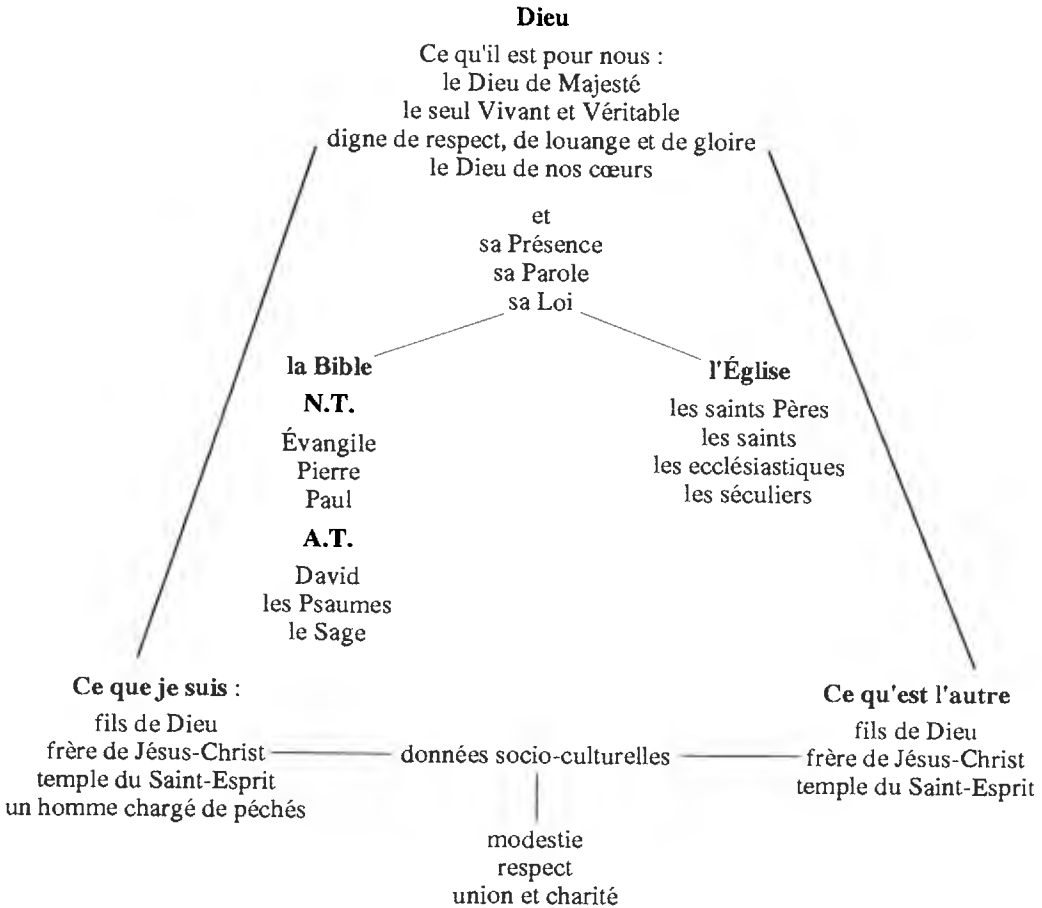 Dieu
Ce qu'il est pour nous :
le Dieu de Majesté
le seul Vivant et Véritable
digne de respect, de louange et de gloire
le Dieu de nos cœurs
et
sa Présence
sa Parole
sa Loi
la Bible
N.T.
Évangile
Pierre
Paul
A.T.
David
les Psaumes
le Sage
l'Église
les saints Pères
les saints
les ecclésiastiques
les séculiers
Ce que je suis :
fils de Dieu
frère de Jésus-Christ
temple du Saint-Esprit
un homme chargé de péchés
données socio-culturelles
modestie
respect
union et charité
Ce qu'est l'autre
fils de Dieu
frère de Jésus-Christ
temple du Saint-Esprit